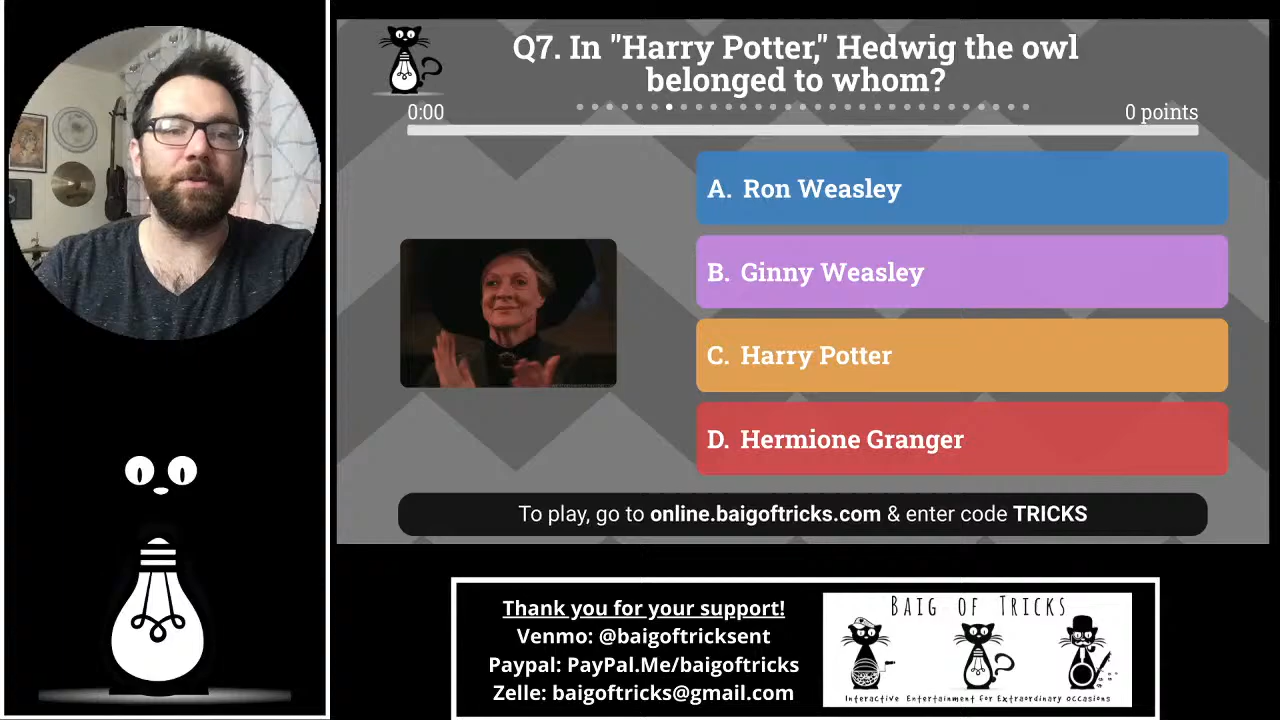 Q7. In "Harry Potter," Hedwig the owl
belonged to whom?
0:00
0 points
A. Ron Weasley
B. Ginny Weasley
C. Harry Potter
D. Hermione Granger
To play, go to online.baigoftricks.com & enter code TRICKS
Thank you for your support!
Venmo: @baigoftricksent
Paypal: PayPal.Me/baigoftricks
Zelle: baigoftricks@gmail.com
BAIG OF TRICKS
Interactive Entertainment for Extraordinary occasions